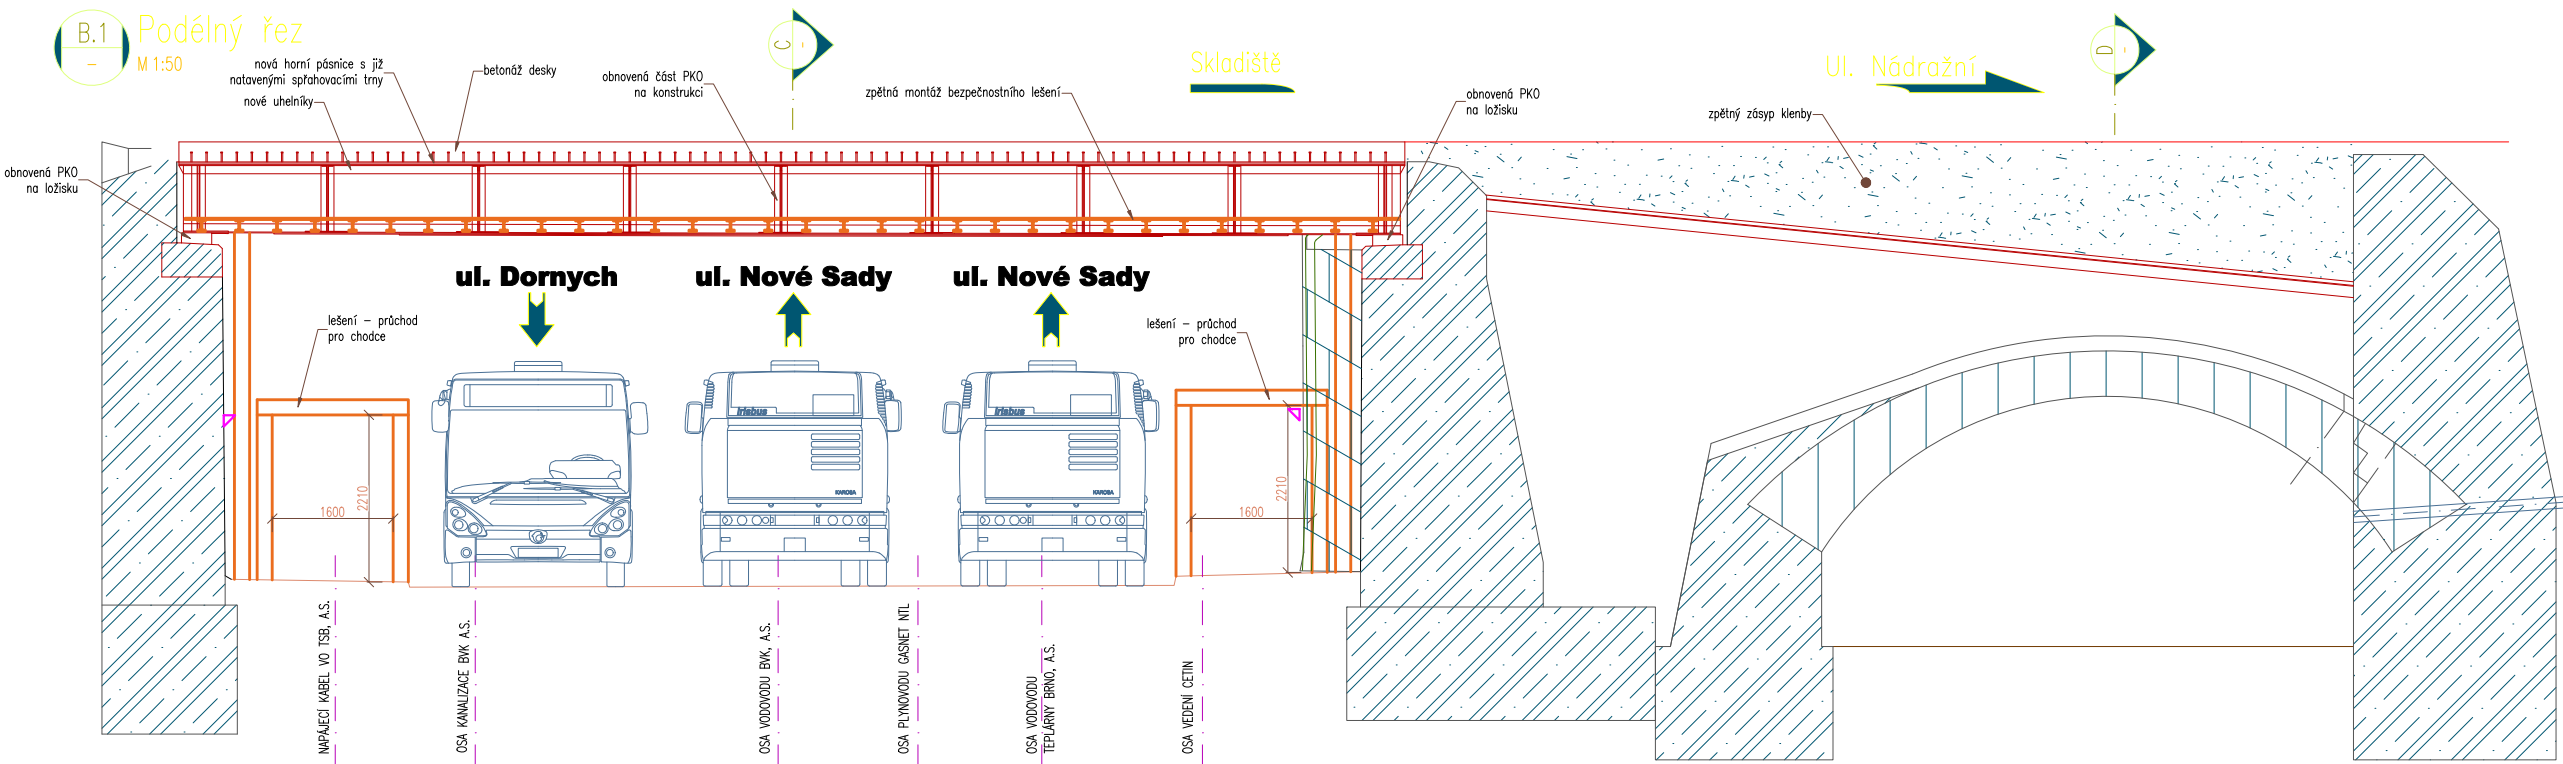 B.1
-
Podélný řez
M 1:50
nová horní pásnice s již
natavenými spřahovacími trny
nové uhelníky
betonáž desky
obnovená část PKO
na konstrukci
C
-
zpětná montáž bezpečnostního lešení
Skladiště
obnovená PKO
na ložisku
zpětný zásyp klenby
Ul. Nádražní
D
-
obnovená PKO
na ložisku
ul. Dornych
ul. Nové Sady
ul. Nové Sady
lešení - průchod
pro chodce
lešení - průchod
pro chodce
irisbus
irisbus
KAROSA
KAROSA
1600
2210
1600
2210
NAPÁJECÍ KABEL VO TSB, A.S.
OSA KANALIZACE BVK A.S.
OSA VODOVODU BVK, A.S.
OSA PLYNOVODU GASNET NTL
OSA VODOVODU
TEPLÁRNY BRNO, A.S.
OSA VEDENÍ CETIN